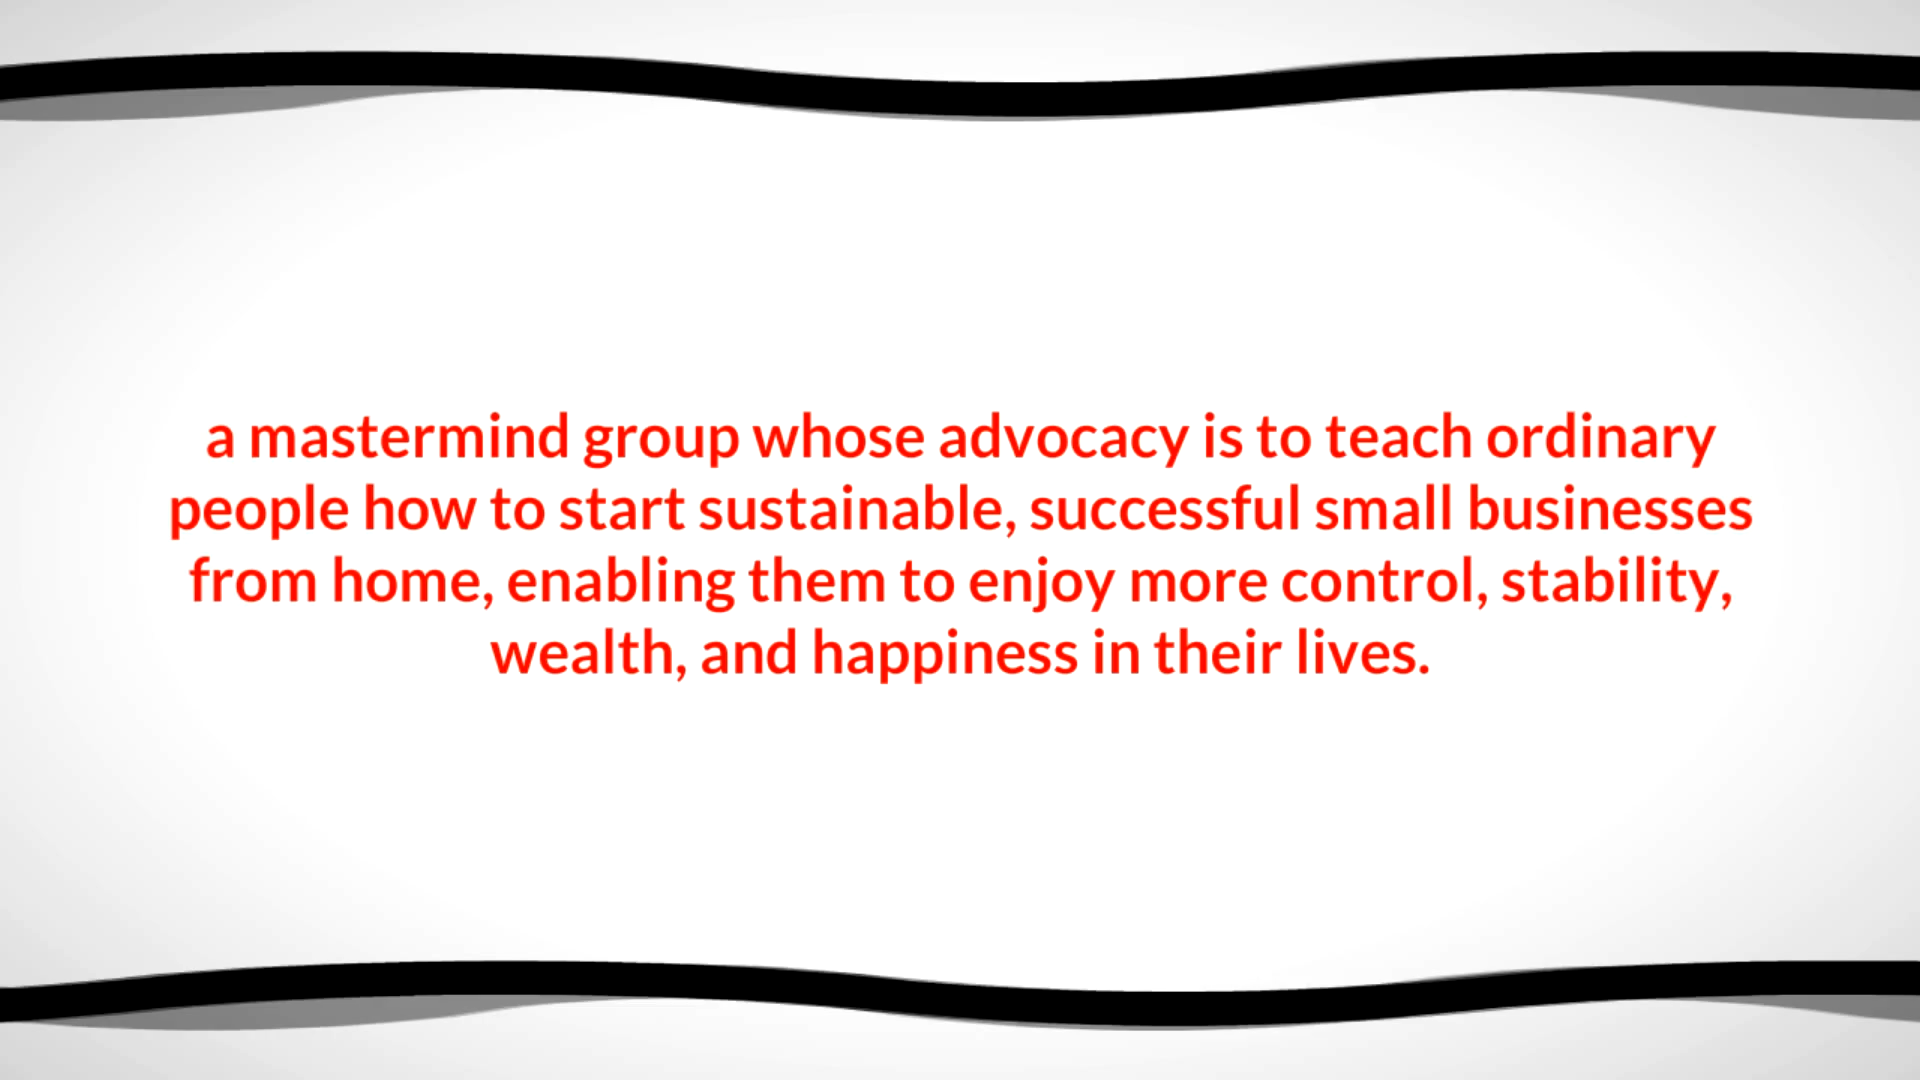 a mastermind group whose advocacy is to teach ordinary
people how to start sustainable, successful small businesses
from home, enabling them to enjoy more control, stability,
wealth, and happiness in their lives.